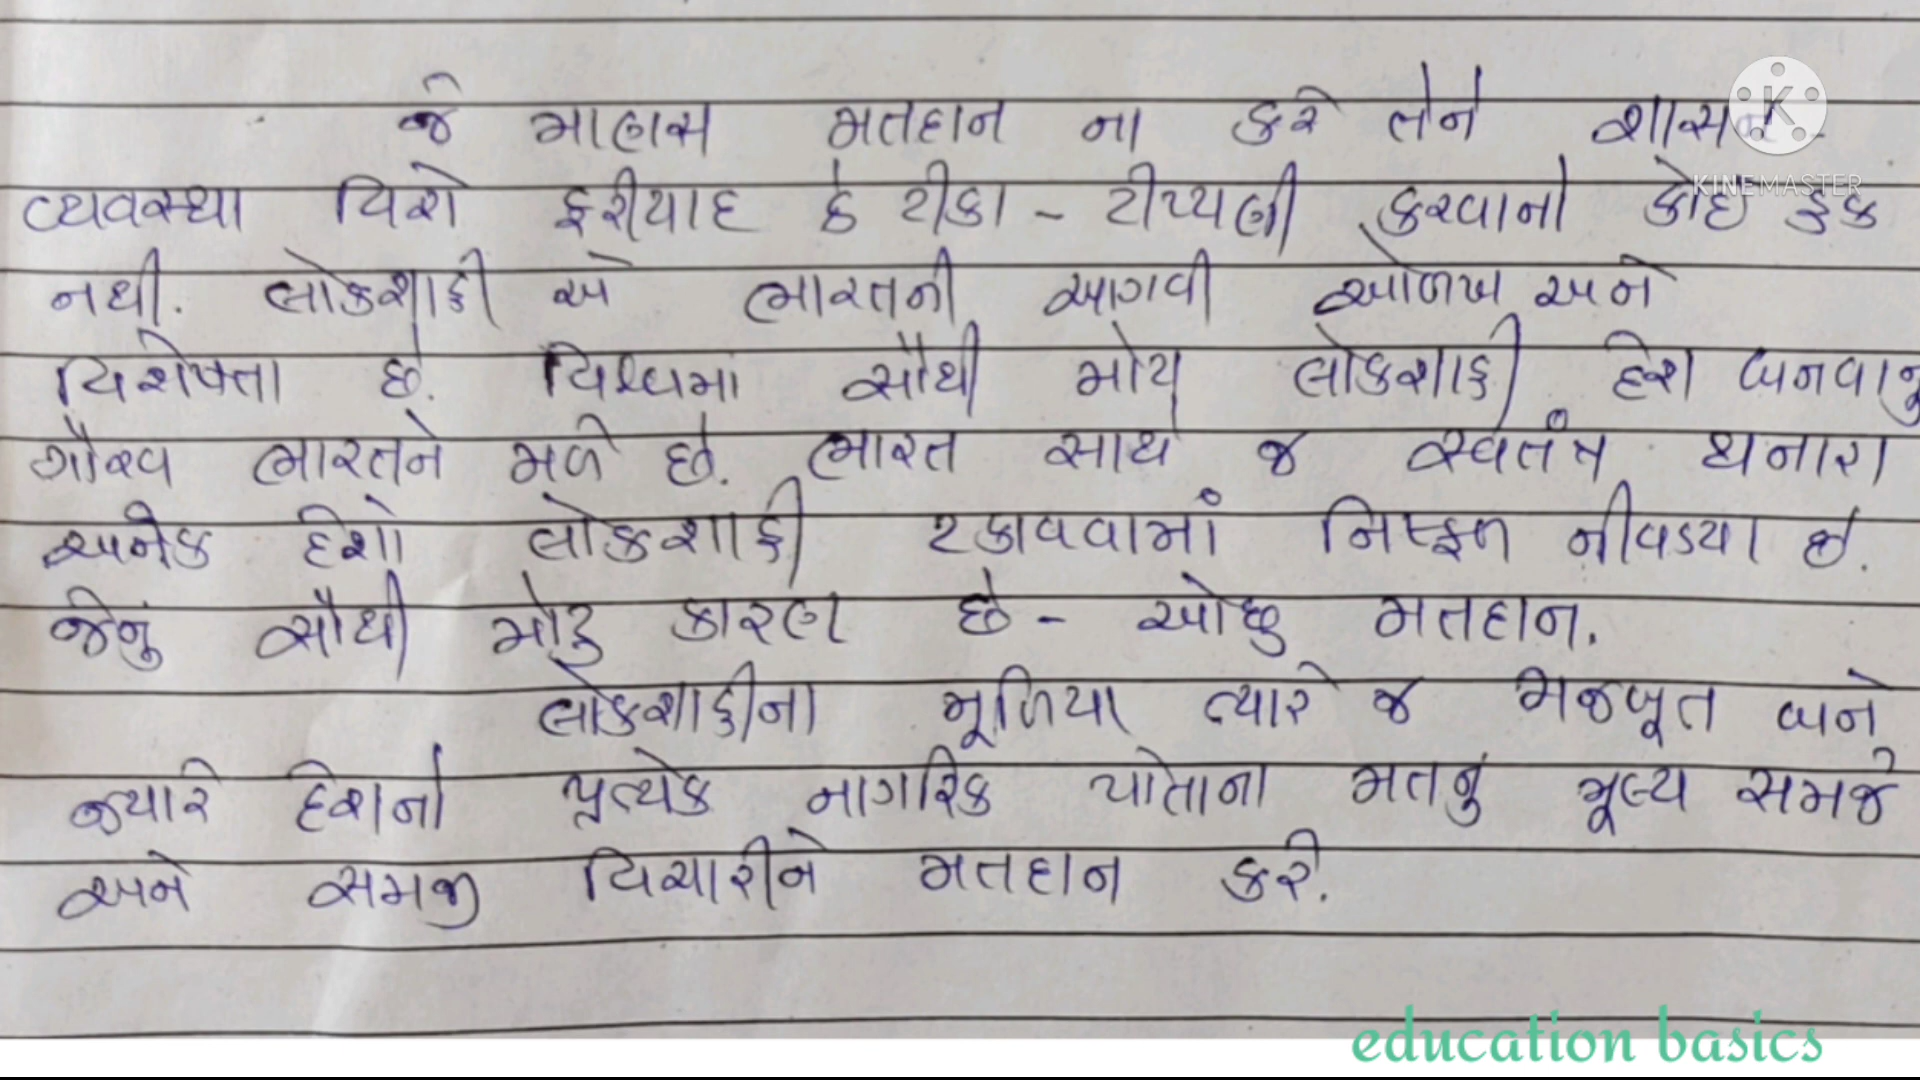 જે માણસ મતદાન ના કરે તેને શાસન-
વ્યવસ્થા વિશે ફરીયાદ કે ટીકા - ટીપ્પણી કરવાનો કોઇ હક
નથી. લોકશાહી એ ભારતની આગવી ઓળખ અને
વિશેષતા છે. વિશ્વમા સૌથી મોટુ લોકશાહી દેશ બનવાનુ
ગૌરવ ભારતને મળે છે. ભારત સાથે જ સ્વતંત્ર થનારા
અનેક દેશો લોકશાહી ટકાવવામાં નિષ્ફળ નીવડ્યા છે.
જેનું સૌથી મોટુ કારણ છે - ઓછુ મતદાન.
લોકશાહીના મૂળિયા ત્યારે જ મજબૂત બને
જ્યારે દેશનો પ્રત્યેક નાગરિક પોતાના મતનું મૂલ્ય સમજે
અને સમજી વિચારીને મતદાન કરે.
KINEMASTER
education basics